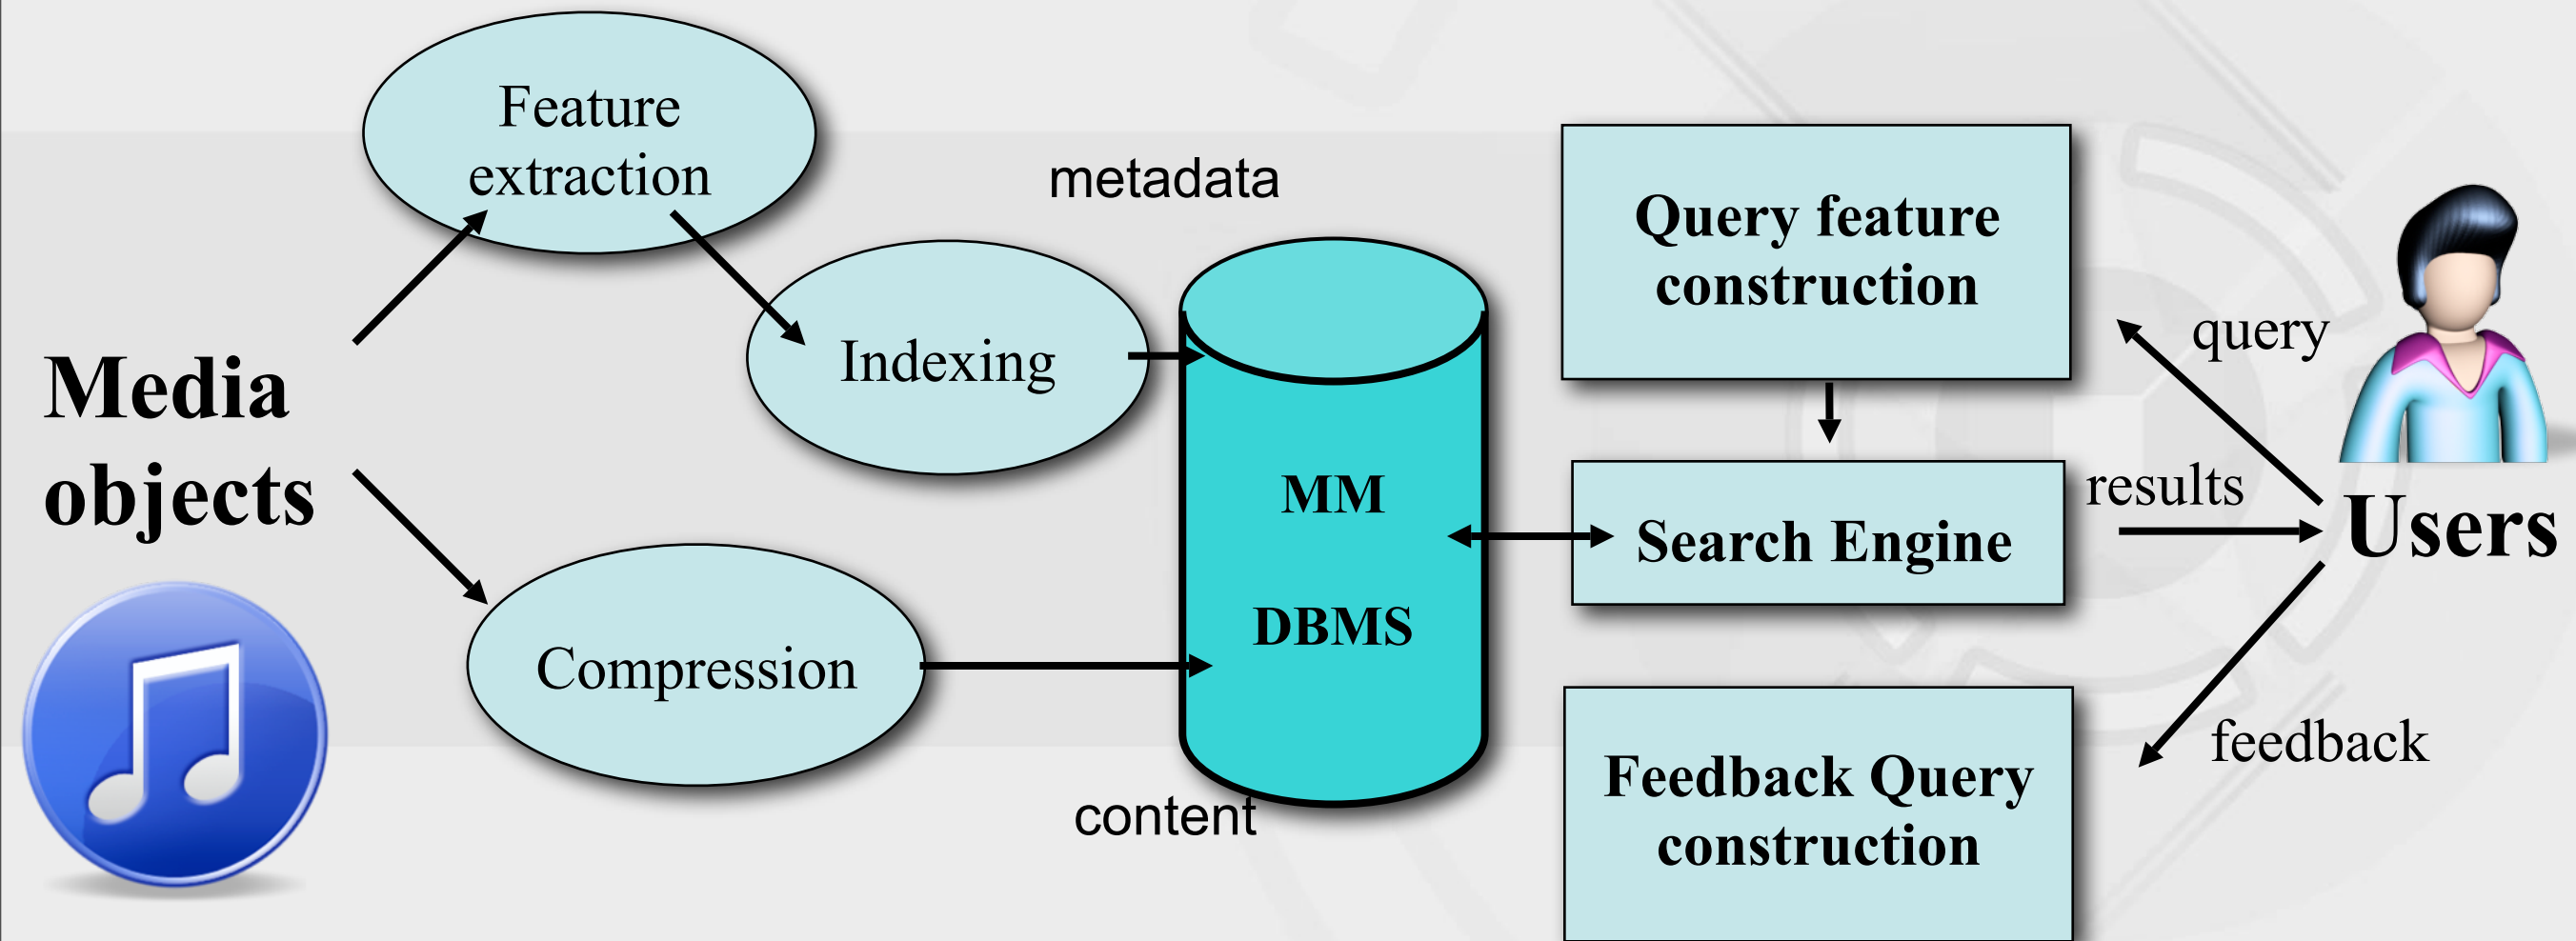 Feature
extraction
metadata
Indexing
Media
objects
Compression
content
MM
DBMS
Query feature
construction
Search Engine
Feedback Query
construction
query
results
Users
feedback